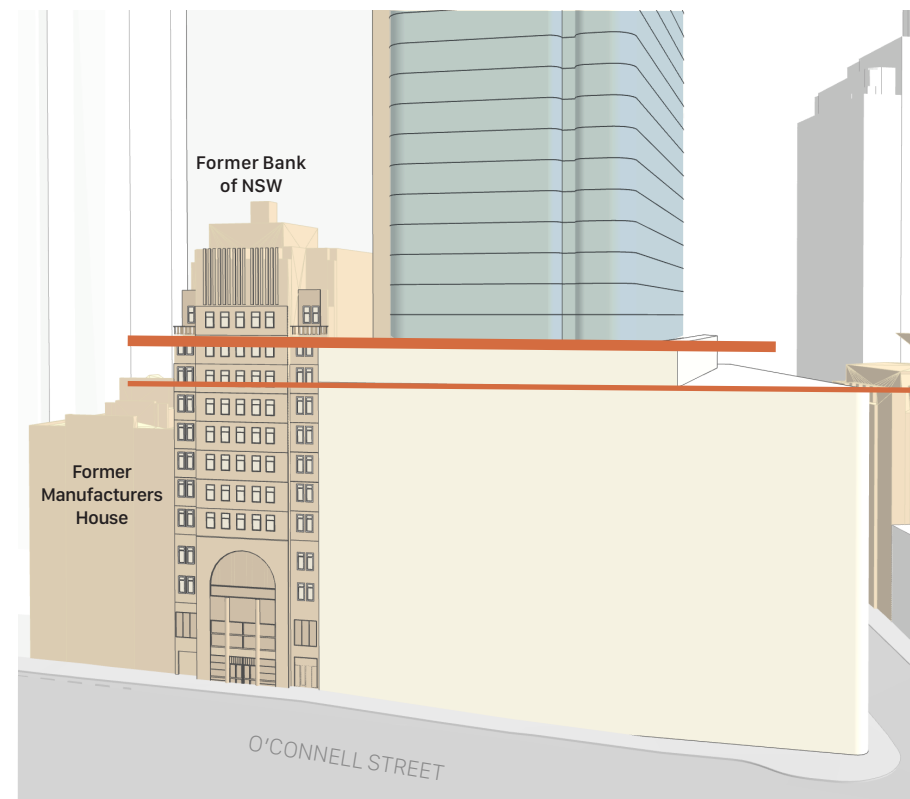 Former Bank
of NSW
Former
Manufacturers
House
O'CONNELL STREET